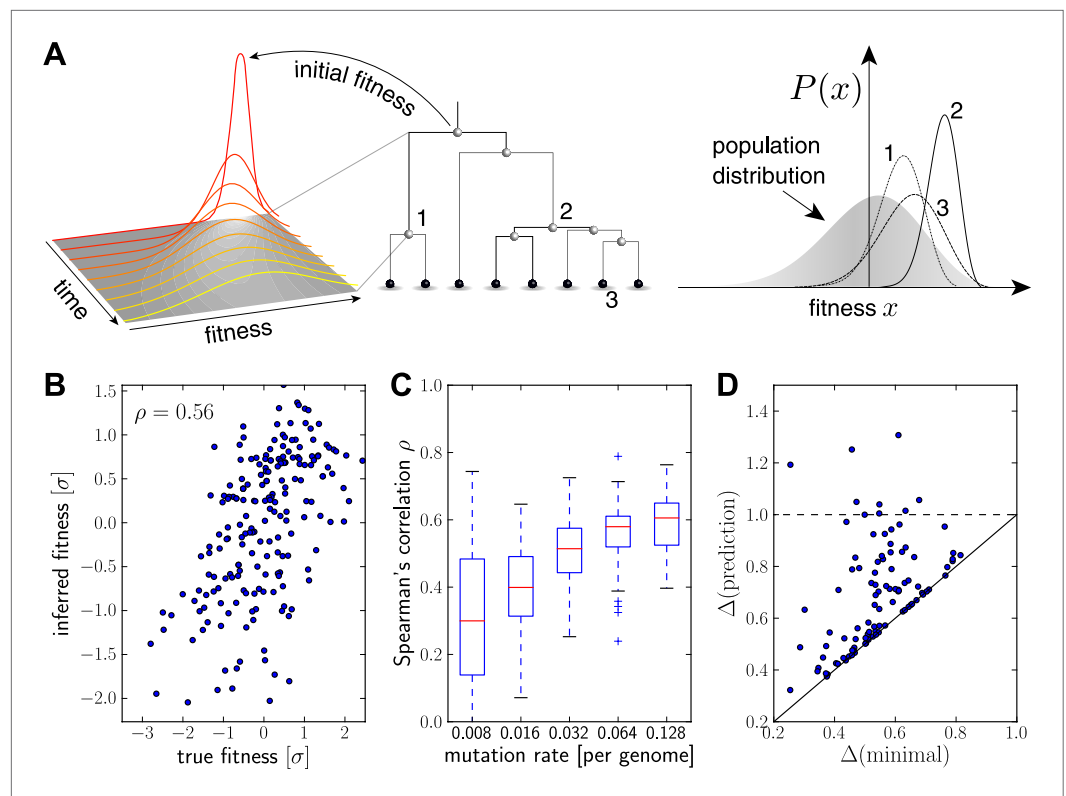 A
initial fitness
time
fitness
1
2
3
P(x)
population
distribution
1
2
3
fitness x
B
ρ = 0.56
inferred fitness [σ]
1.5
1.0
0.5
0.0
−0.5
−1.0
−1.5
−2.0
−3 −2 −1 0 1 2
true fitness [σ]
C
Spearman's correlation ρ
1.0
0.8
0.6
0.4
0.2
0.0
0.008 0.016 0.032 0.064 0.128
mutation rate [per genome]
D
Δ(prediction)
1.4
1.2
1.0
0.8
0.6
0.4
0.2
0.2 0.4 0.6 0.8 1.0
Δ(minimal)